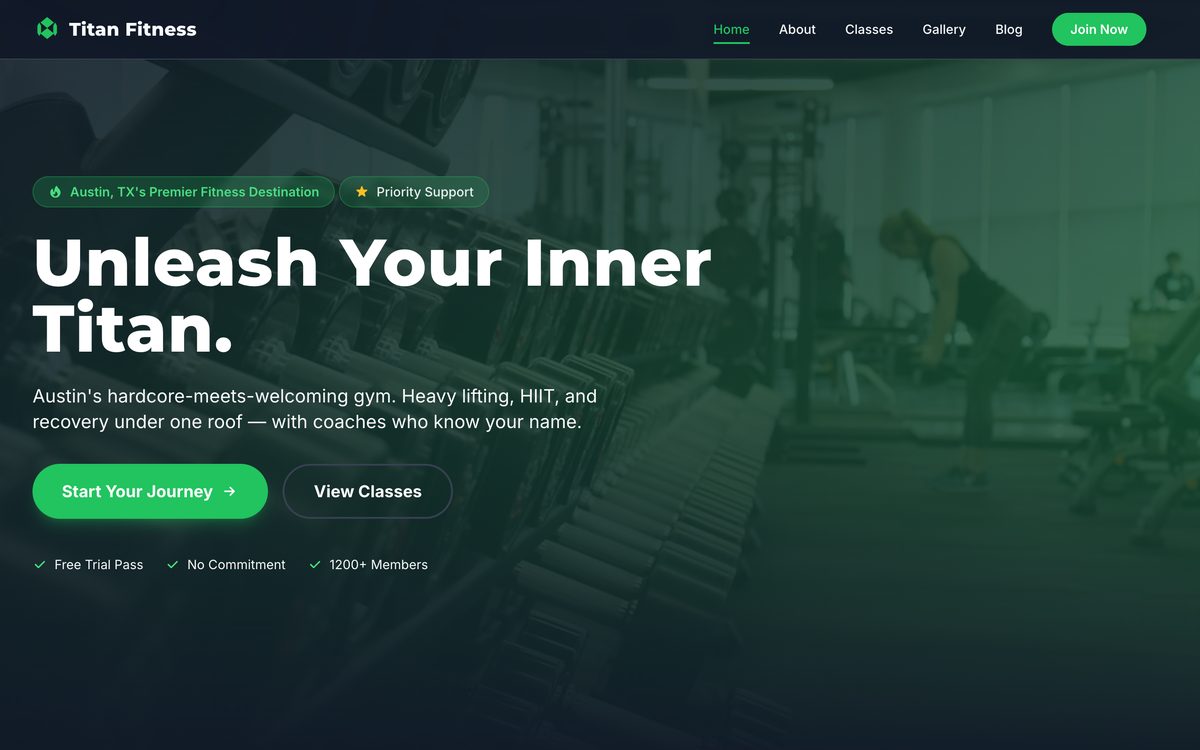 Titan Fitness
Home
About
Classes
Gallery
Blog
Join Now
Austin, TX's Premier Fitness Destination
Priority Support
Unleash Your Inner
Titan.
Austin's hardcore-meets-welcoming gym. Heavy lifting, HIIT, and
recovery under one roof — with coaches who know your name.
Start Your Journey →
View Classes
Free Trial Pass
No Commitment
1200+ Members